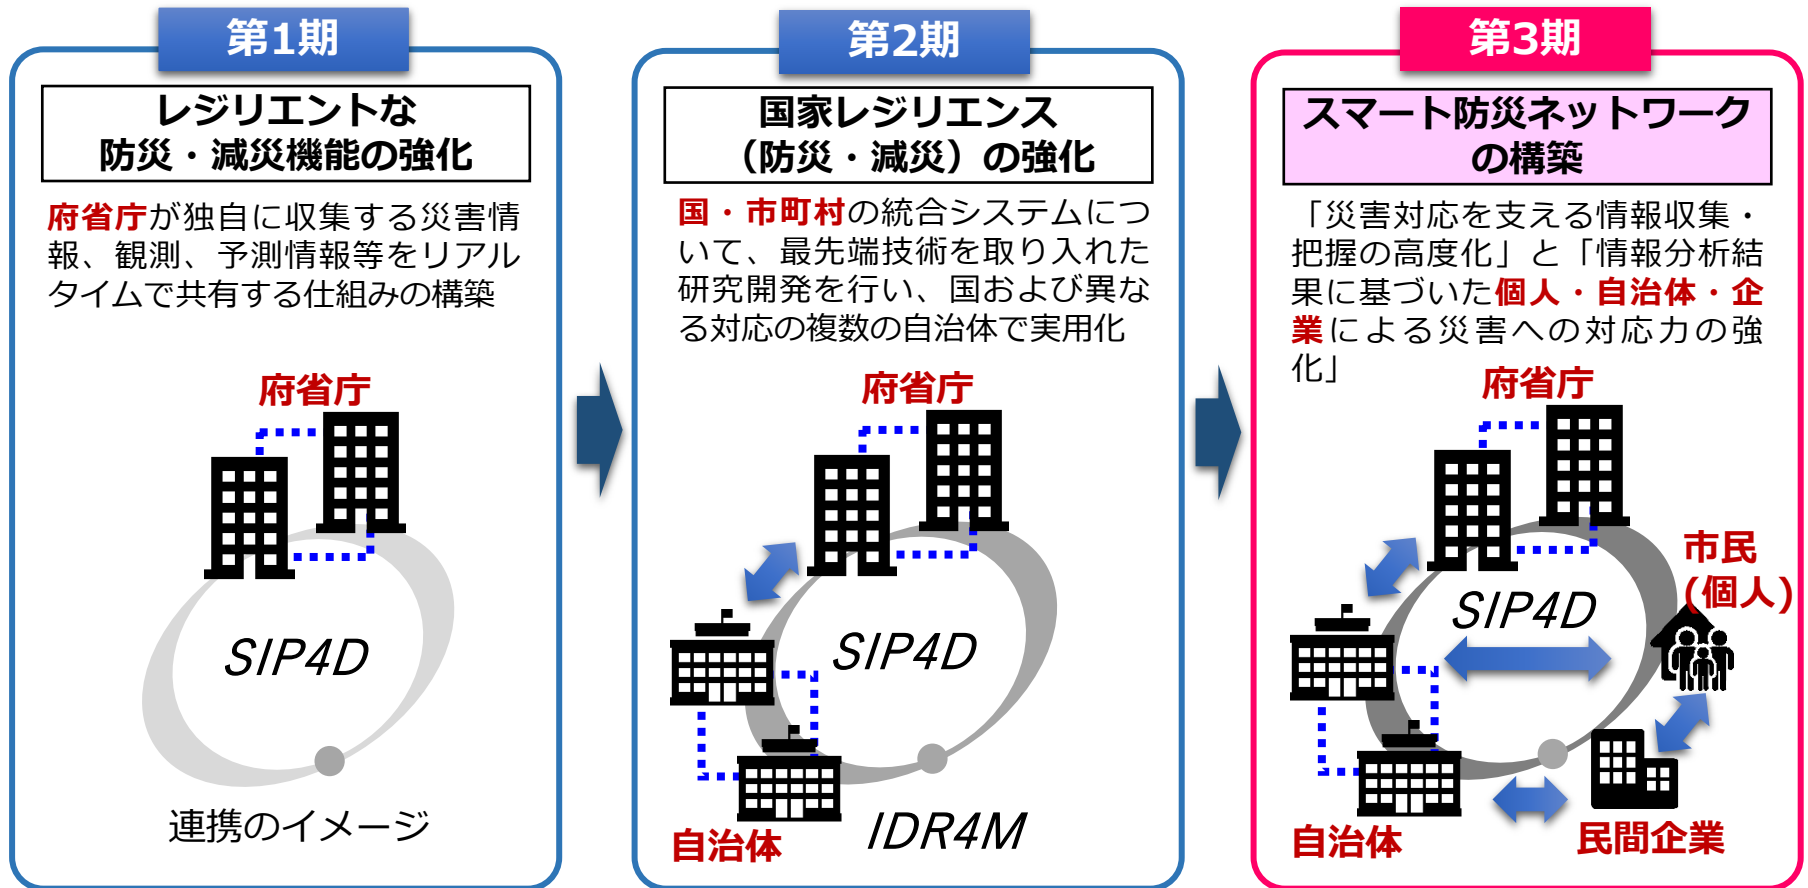 第1期
レジリエントな
防災・減災機能の強化
府省庁が独自に収集する災害情
報、観測、予測情報等をリアル
タイムで共有する仕組みの構築
府省庁
SIP4D
連携のイメージ
第2期
国家レジリエンス
（防災・減災）の強化
国・市町村の統合システムにつ
いて、最先端技術を取り入れた
研究開発を行い、国および異な
る対応の複数の自治体で実用化
府省庁
SIP4D
自治体
IDR4M
第3期
スマート防災ネットワーク
の構築
「災害対応を支える情報収集・
把握の高度化」と「情報分析結
果に基づいた個人・自治体・企
業による災害への対応力の強
化」
府省庁
市民
(個人)
SIP4D
自治体
民間企業